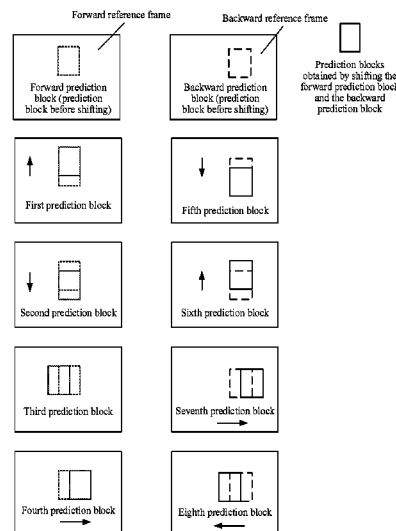 Forward reference frame
Backward reference frame
Forward prediction
block (prediction
block before shifting)
Backward prediction
block (prediction
block before shifting)
Prediction blocks
obtained by shifting the
forward prediction block
and the backward
prediction block
First prediction block
Fifth prediction block
Second prediction block
Sixth prediction block
Third prediction block
Seventh prediction block
Fourth prediction block
Eighth prediction block